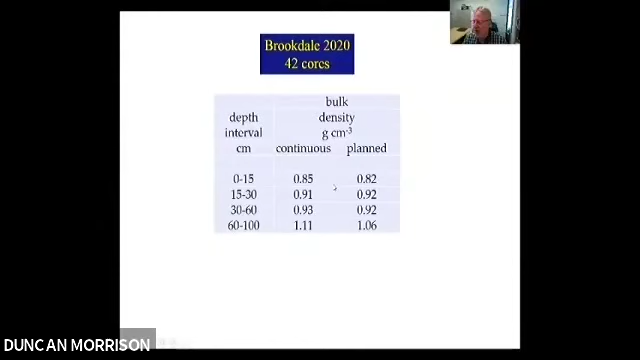 Brookdale 2020
42 cores
bulk
depth density
interval g cm-3
cm continuous planned
0-15 0.85 0.82
15-30 0.91 0.92
30-60 0.93 0.92
60-100 1.11 1.06
DUNCAN MORRISON